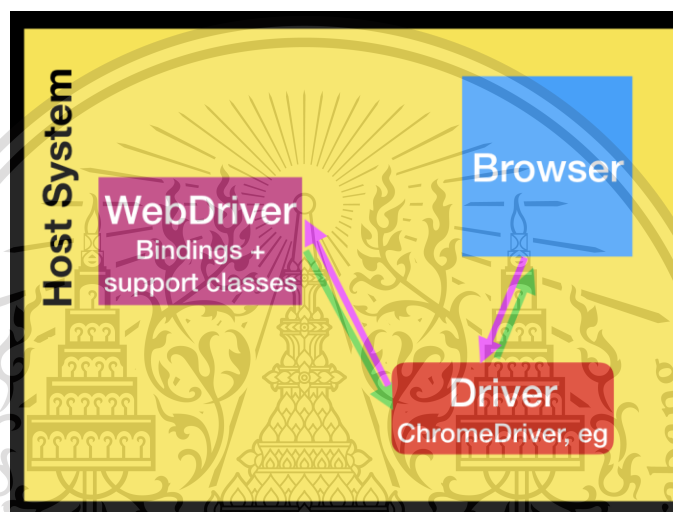 Host System
WebDriver
Bindings +
support classes
Browser
Driver
ChromeDriver, eg